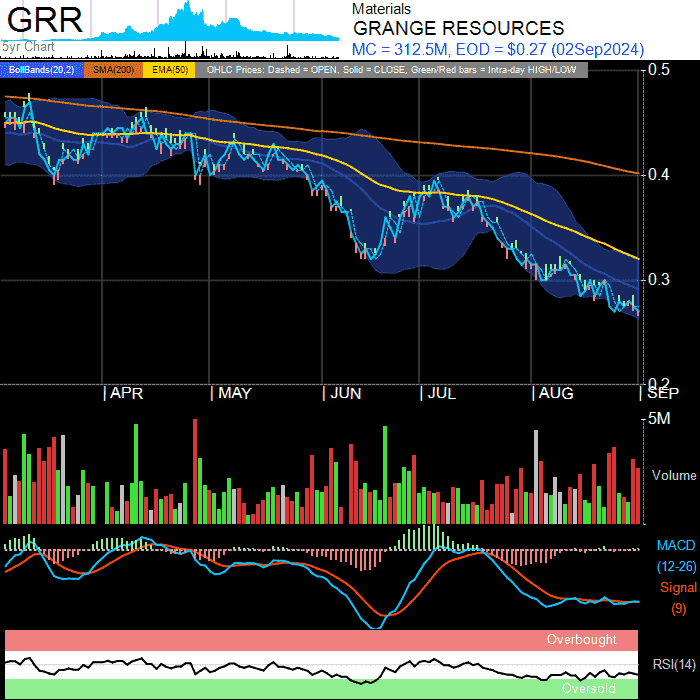 GRR
5yr Chart
Materials
GRANGE RESOURCES
MC = 312.5M, EOD = $0.27 (02Sep2024)
BollBands(20,2) SMA(200) EMA(50) OHLC Prices: Dashed = OPEN, Solid = CLOSE, Green/Red bars = Intra-day HIGH/LOW
0.5
0.4
0.3
0.2
APR MAY JUN JUL AUG SEP
5M
Volume
MACD
(12-26)
Signal
(9)
Overbought
RSI(14)
Oversold